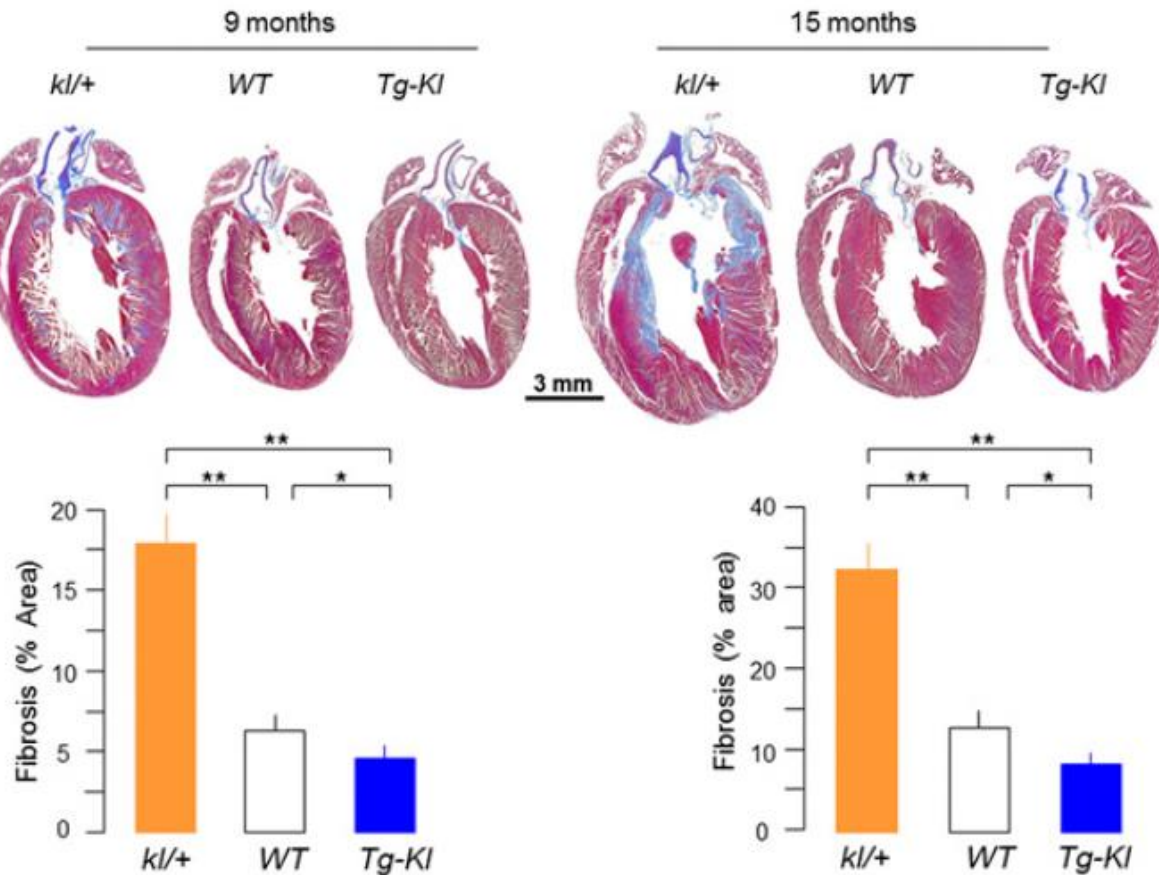 9 months
15 months
kl/+ WT Tg-Kl
kl/+ WT Tg-Kl
3 mm
**
** *
Fibrosis (% Area)
20
15
10
5
0
kl/+ WT Tg-Kl
**
** *
Fibrosis (% area)
40
30
20
10
0
kl/+ WT Tg-Kl